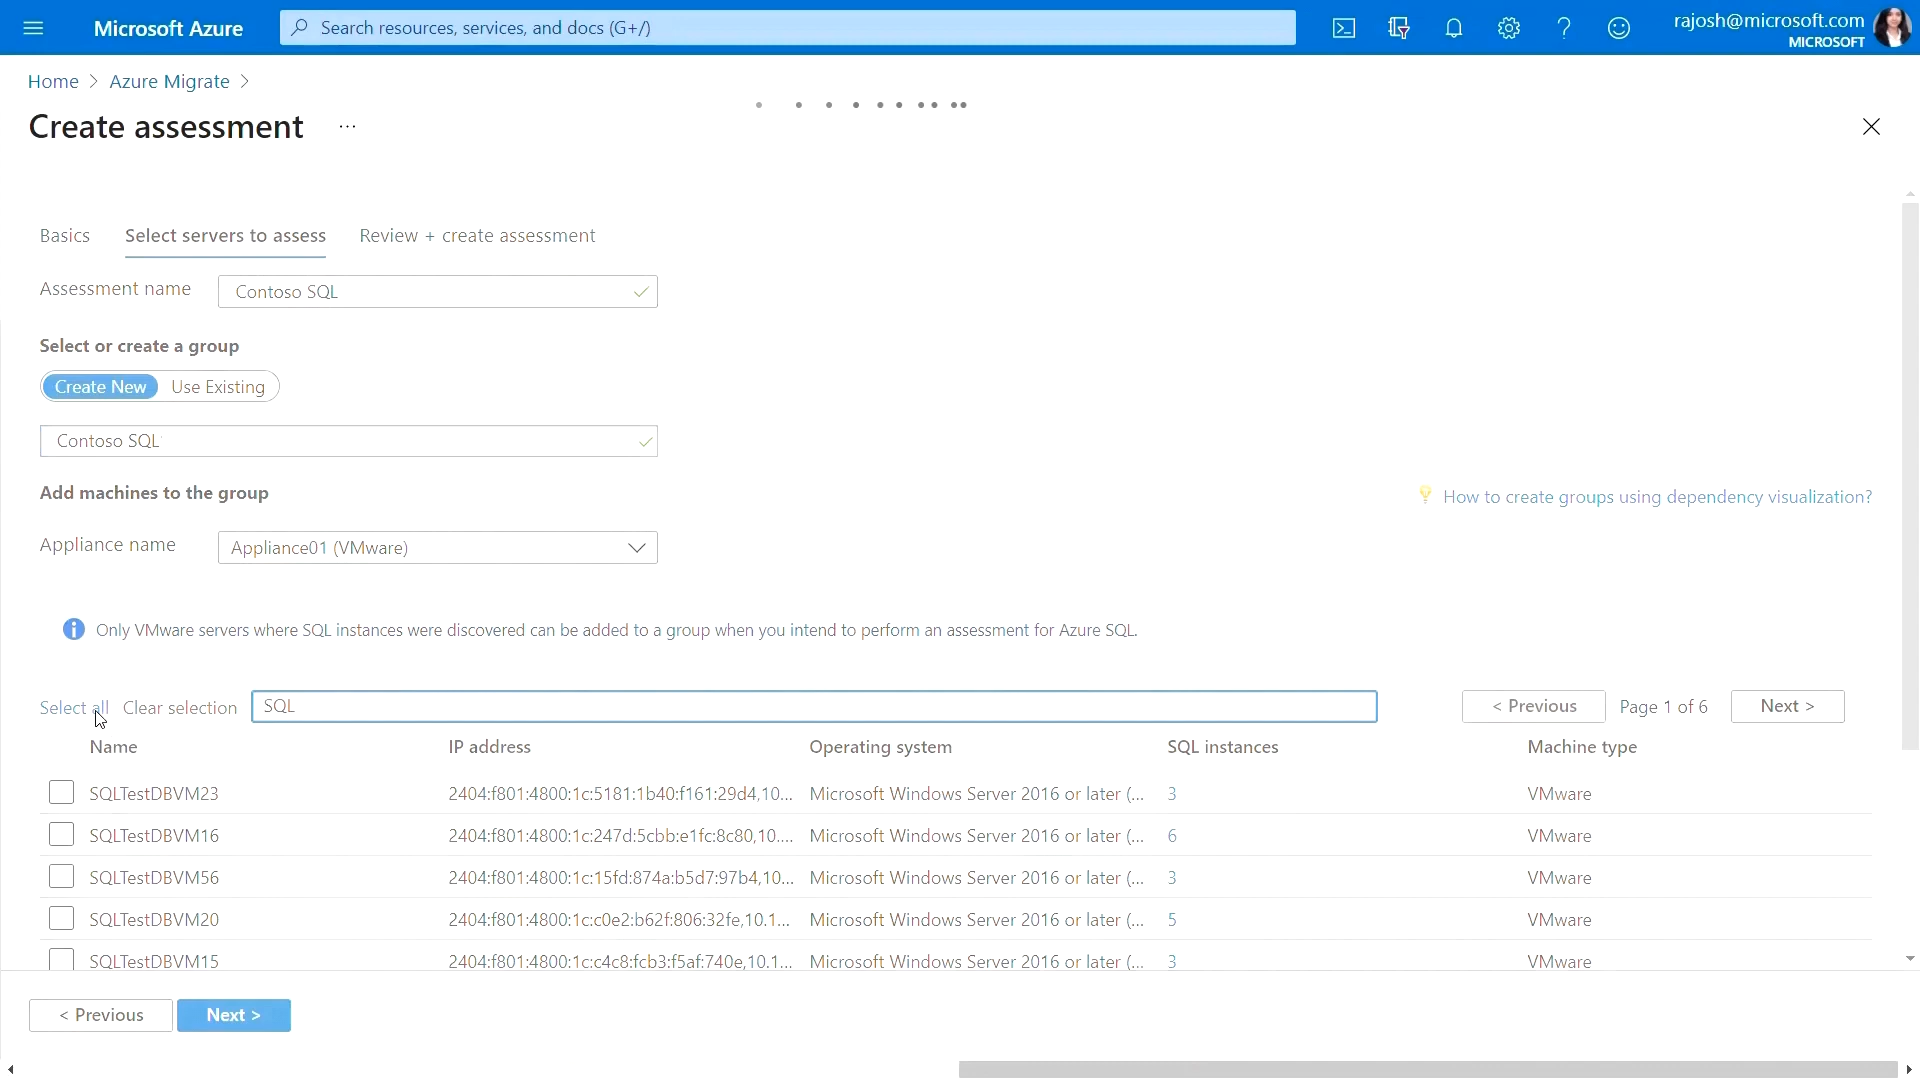 Microsoft Azure
Search resources, services, and docs (G+/)
rajosh@microsoft.com
MICROSOFT
Home > Azure Migrate >
Create assessment ...
Basics Select servers to assess Review + create assessment
Assessment name Contoso SQL
Select or create a group
Create New Use Existing
Contoso SQL
Add machines to the group
How to create groups using dependency visualization?
Appliance name Appliance01 (VMware)
Only VMware servers where SQL instances were discovered can be added to a group when you intend to perform an assessment for Azure SQL.
Select all Clear selection SQL < Previous Page 1 of 6 Next >
Name IP address Operating system SQL instances Machine type
SQLTestDBVM23 2404:f801:4800:1c:5181:1b40:f161:29d4,10... Microsoft Windows Server 2016 or later (... 3 VMware
SQLTestDBVM16 2404:f801:4800:1c:247d:5cbb:e1fc:8c80,10.... Microsoft Windows Server 2016 or later (... 6 VMware
SQLTestDBVM56 2404:f801:4800:1c:15fd:874a:b5d7:97b4,10... Microsoft Windows Server 2016 or later (... 3 VMware
SQLTestDBVM20 2404:f801:4800:1c:c0e2:b62f:806:32fe,10.1... Microsoft Windows Server 2016 or later (... 5 VMware
SQLTestDBVM15 2404:f801:4800:1c:c4c8:fcb3:f5af:740e,10.1... Microsoft Windows Server 2016 or later (... 3 VMware
< Previous Next >